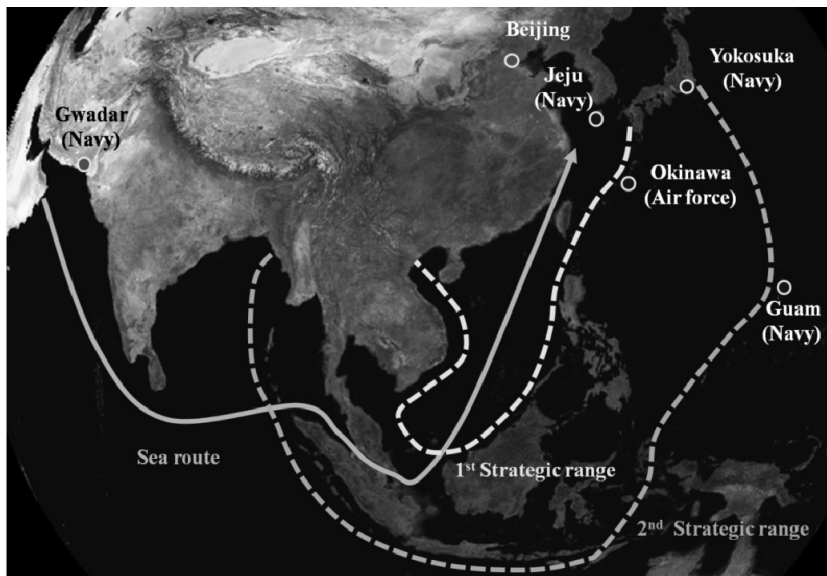 Beijing
Yokosuka
(Navy)
Jeju
(Navy)
Gwadar
(Navy)
Okinawa
(Air force)
Guam
(Navy)
Sea route
1st Strategic range
2nd Strategic range